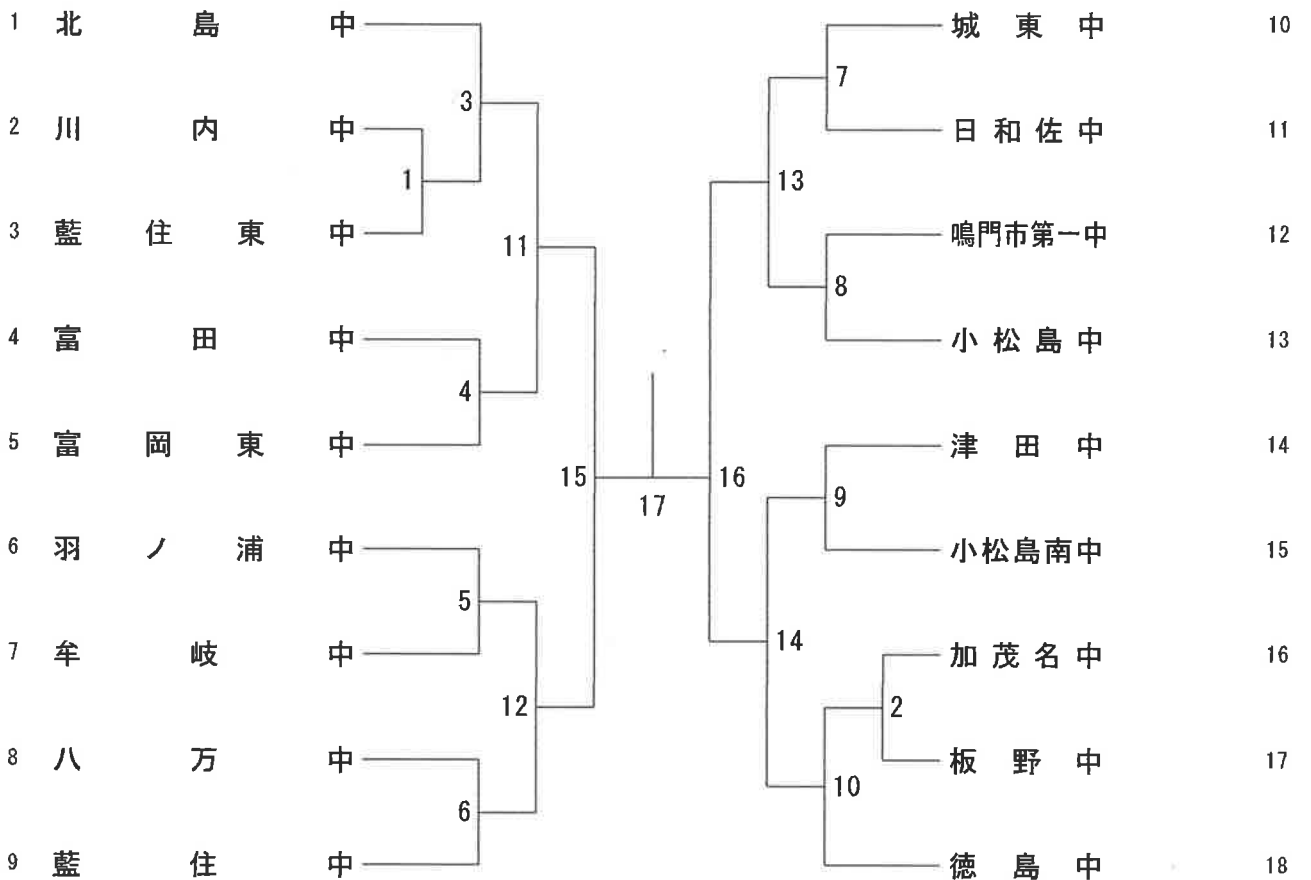 1 北島中
2 川内中
3 藍住東中
4 富田中
5 富岡東中
6 羽ノ浦中
7 牟岐中
8 八万中
9 藍住中
3
1
11
4
15
5
12
6
17
城東中 10
日和佐中 11
鳴門市第一中 12
小松島中 13
津田中 14
小松島南中 15
加茂名中 16
板野中 17
徳島中 18
7
13
8
16
9
14
2
10